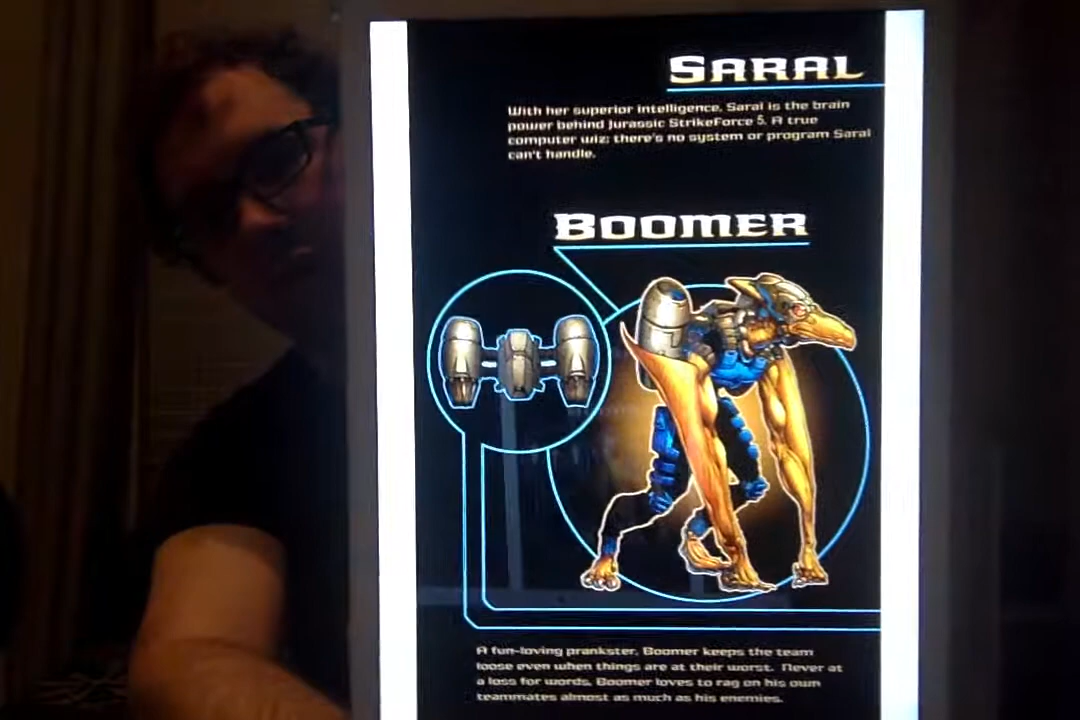 SARAL
With her superior intelligence, Saral is the brain
power behind Jurassic StrikeForce 5. A true
computer wiz; there's no system or program Saral
can't handle.
BOOMER
A fun-loving prankster, Boomer keeps the team
loose even when things are at their worst. Never at
a loss for words, Boomer loves to rag on his own
teammates almost as much as his enemies.